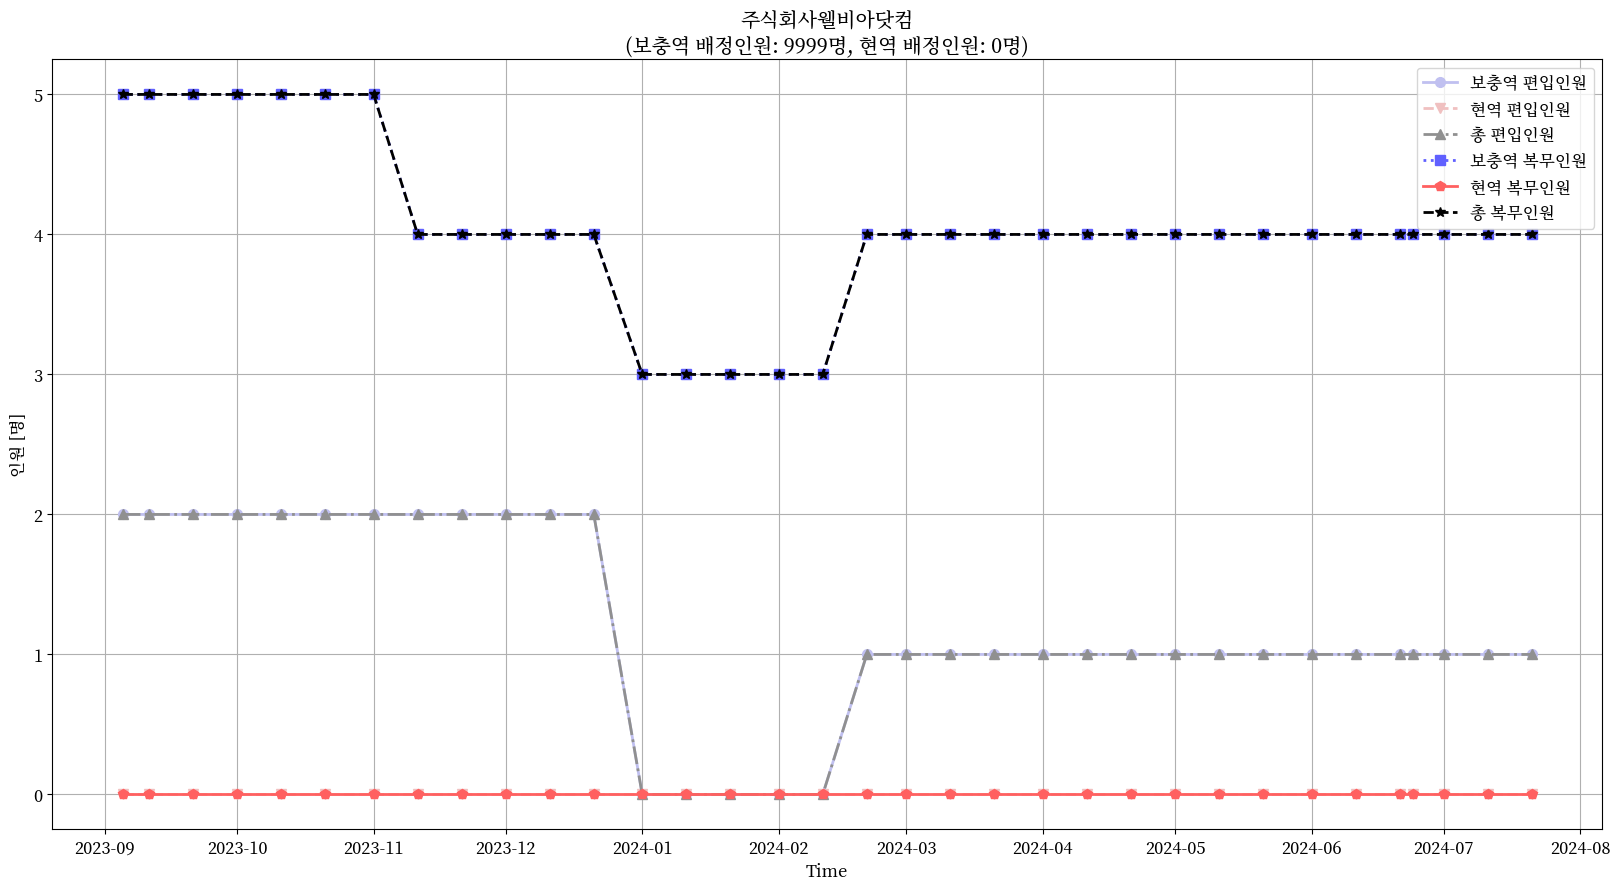 주식회사웰비아닷컴
(보충역 배정인원: 9999명, 현역 배정인원: 0명)
보충역 편입인원
현역 편입인원
총 편입인원
보충역 복무인원
현역 복무인원
총 복무인원
인원 [명]
5
4
3
2
1
0
2023-09
2023-10
2023-11
2023-12
2024-01
2024-02
2024-03
2024-04
2024-05
2024-06
2024-07
2024-08
Time